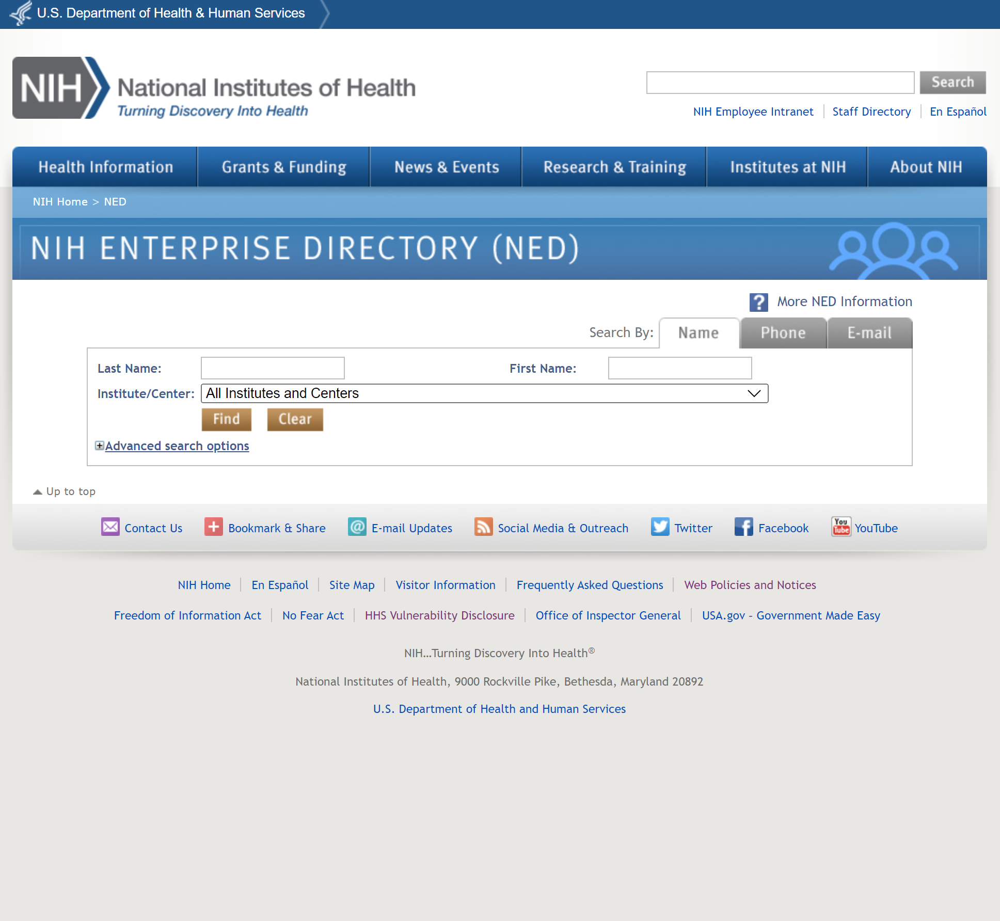 U.S. Department of Health & Human Services
NIH National Institutes of Health
Turning Discovery Into Health
Search
NIH Employee Intranet Staff Directory En Español
Health Information Grants & Funding News & Events Research & Training Institutes at NIH About NIH
NIH Home > NED
NIH ENTERPRISE DIRECTORY (NED)
? More NED Information
Search By: Name Phone E-mail
Last Name: First Name:
Institute/Center: All Institutes and Centers
Find Clear
Advanced search options
Up to top
Contact Us Bookmark & Share @ E-mail Updates Social Media & Outreach Twitter f Facebook You Tube YouTube
NIH Home En Español Site Map Visitor Information Frequently Asked Questions Web Policies and Notices
Freedom of Information Act No Fear Act HHS Vulnerability Disclosure Office of Inspector General USA.gov – Government Made Easy
NIH…Turning Discovery Into Health®
National Institutes of Health, 9000 Rockville Pike, Bethesda, Maryland 20892
U.S. Department of Health and Human Services